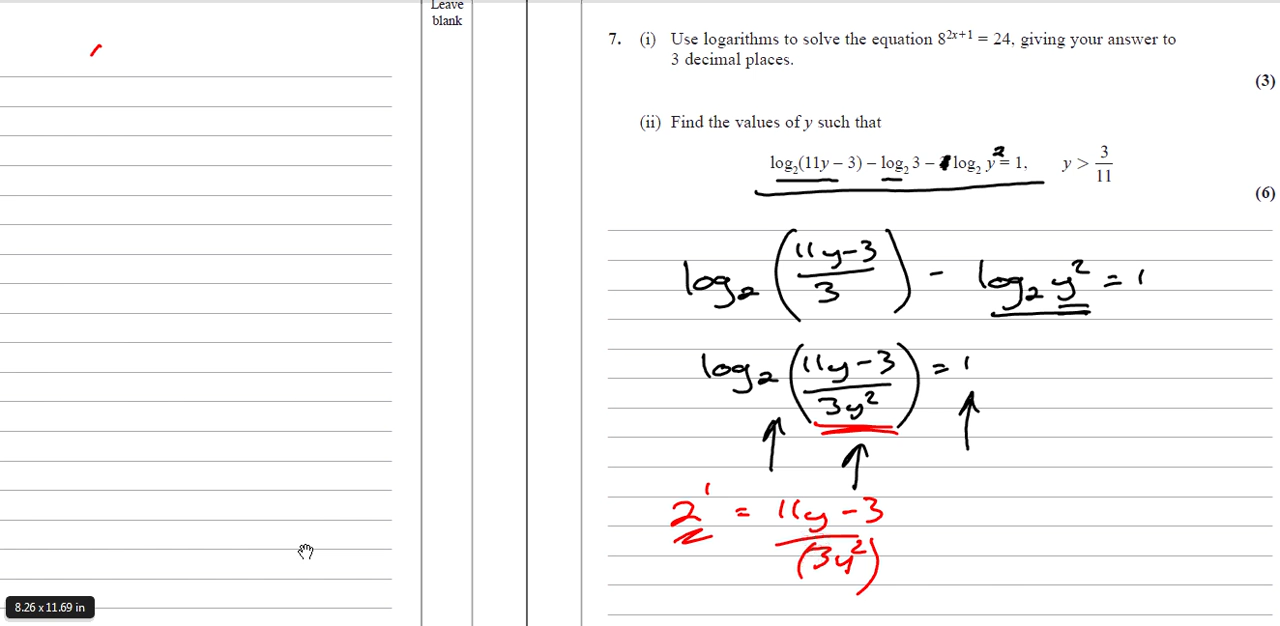 Leave
blank
7. (i) Use logarithms to solve the equation 8^{2x+1} = 24, giving your answer to
3 decimal places.
(3)
(ii) Find the values of y such that
log₂(11y – 3) – log₂ 3 – log₂ y² = 1, y > 3/11
(6)
log₂ ((11y-3)/3) - log₂ y² = 1
log₂ ((11y-3)/3y²) = 1
2¹ = (11y-3)/(3y²)
8.26 x 11.69 in